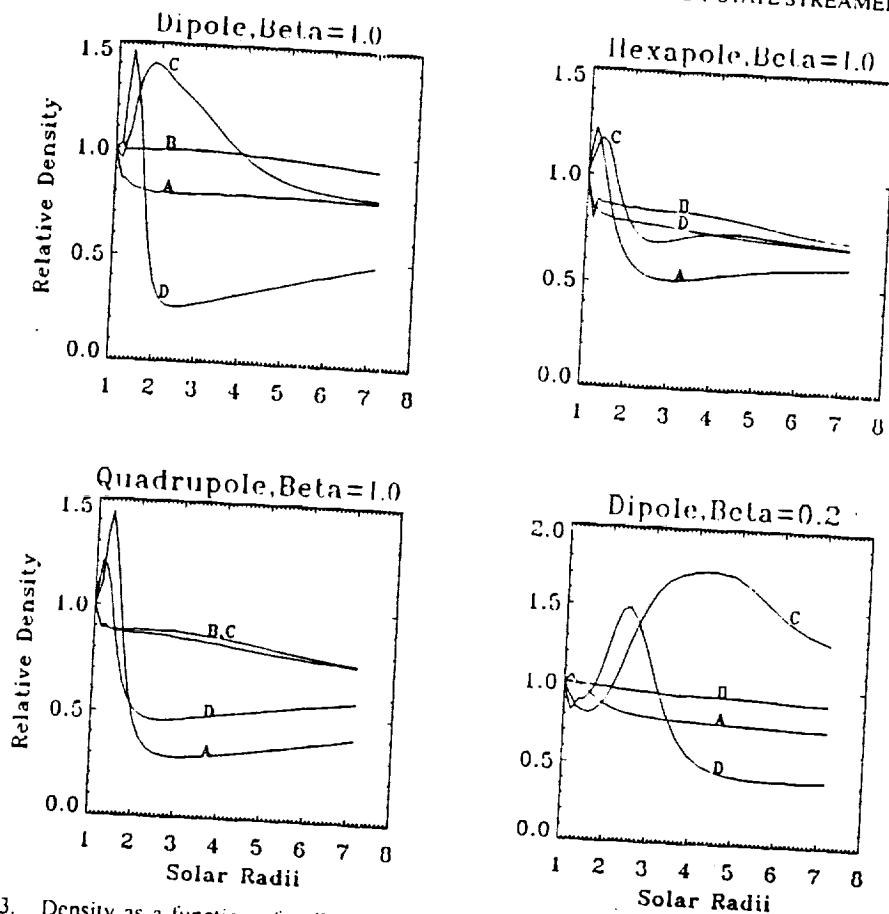 STATE STREAMER
Dipole,Beta=1.0
1.5
1.0
0.5
0.0
Relative Density
C
B
A
D
1 2 3 4 5 6 7 8
Hexapole,Beta=1.0
1.5
1.0
0.5
0.0
C
B
D
A
1 2 3 4 5 6 7 8
Quadrupole,Beta=1.0
1.5
1.0
0.5
0.0
Relative Density
B,C
D
A
1 2 3 4 5 6 7 8
Solar Radii
Dipole,Beta=0.2
2.0
1.5
1.0
0.5
0.0
C
B
A
D
1 2 3 4 5 6 7 8
Solar Radii
3. Density as a function